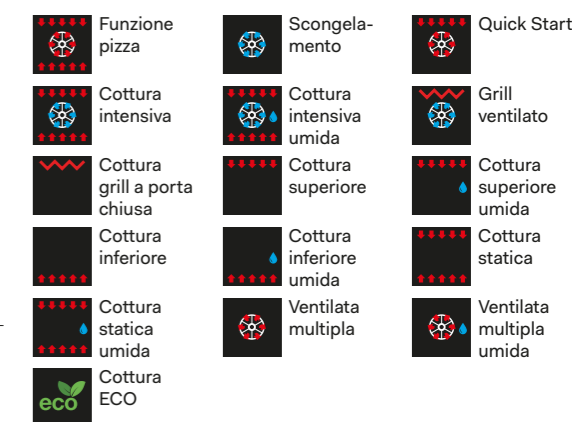 Funzione
pizza
Scongela-
mento
Quick Start
Cottura
intensiva
Cottura
intensiva
umida
Grill
ventilato
Cottura
grill a porta
chiusa
Cottura
superiore
Cottura
superiore
umida
Cottura
inferiore
Cottura
inferiore
umida
Cottura
statica
Cottura
statica
umida
Ventilata
multipla
Ventilata
multipla
umida
eco
Cottura
ECO